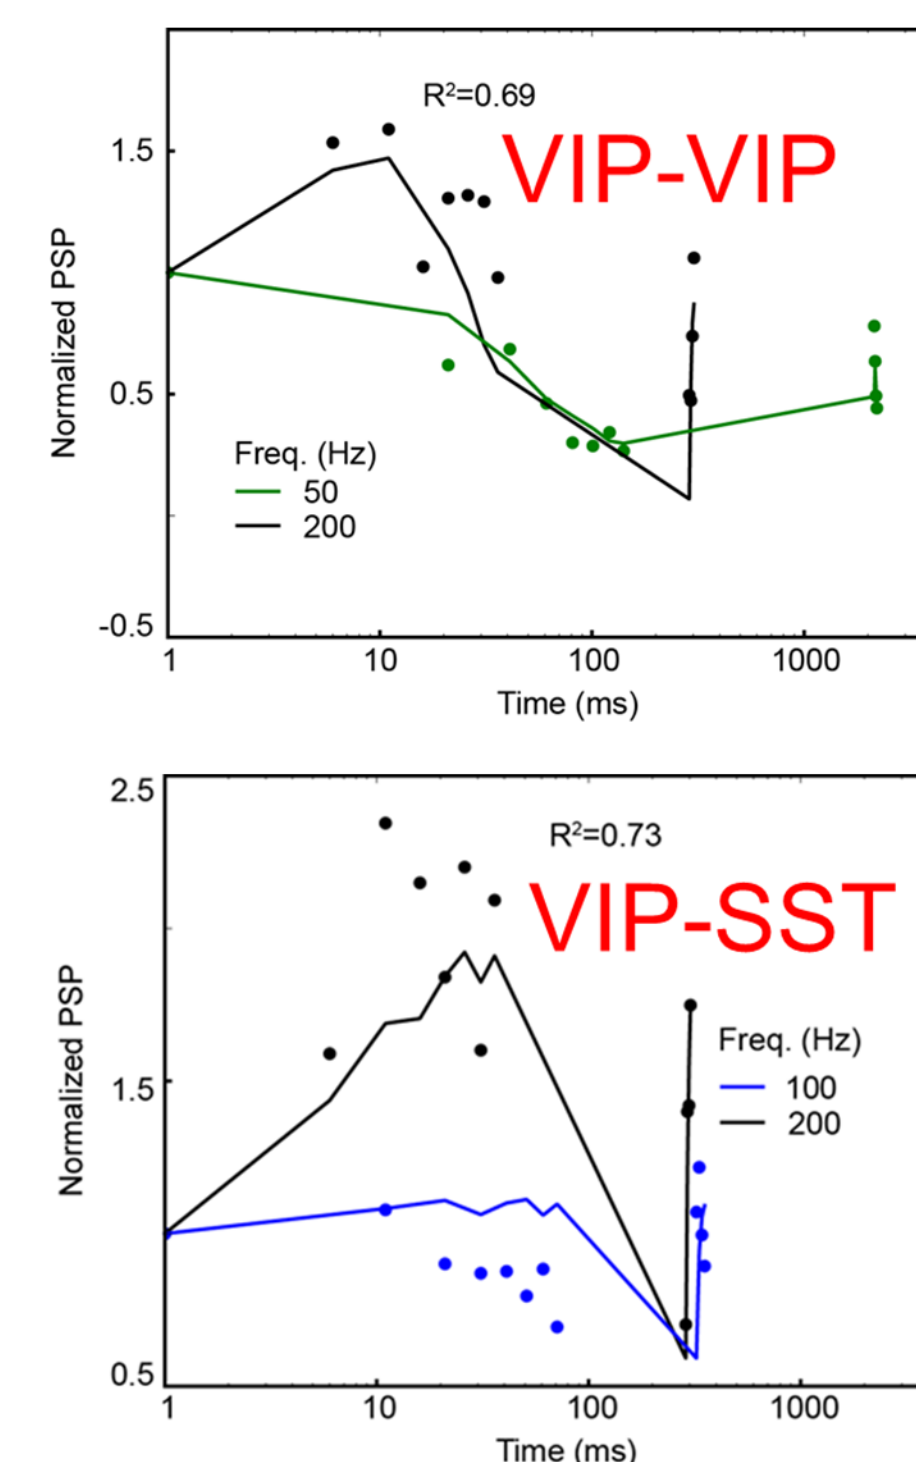 R²=0.69
VIP-VIP
1.5
Normalized PSP
0.5
Freq. (Hz)
50
200
-0.5
1 10 100 1000
Time (ms)
2.5
R²=0.73
VIP-SST
Normalized PSP
Freq. (Hz)
1.5
100
200
0.5
1 10 100 1000
Time (ms)